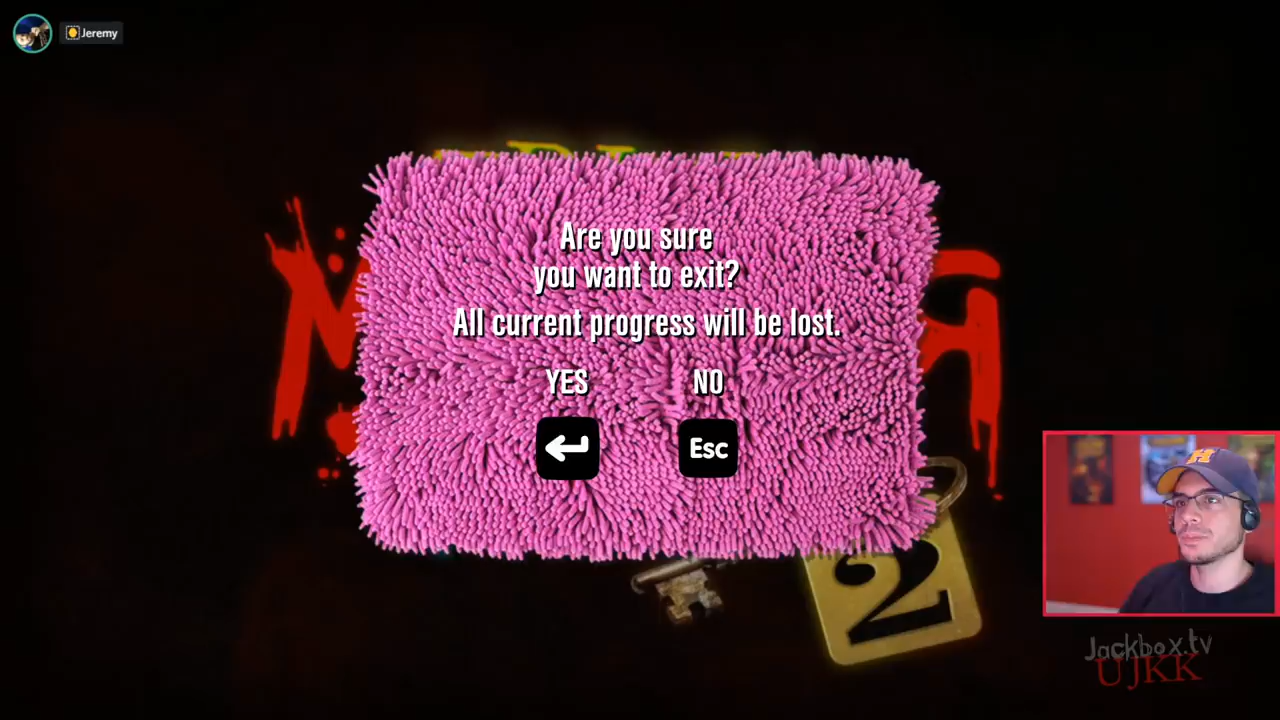 Jeremy
Are you sure
you want to exit?
All current progress will be lost.
YES NO
Esc
2
H
Jackbox.tv
UJKK